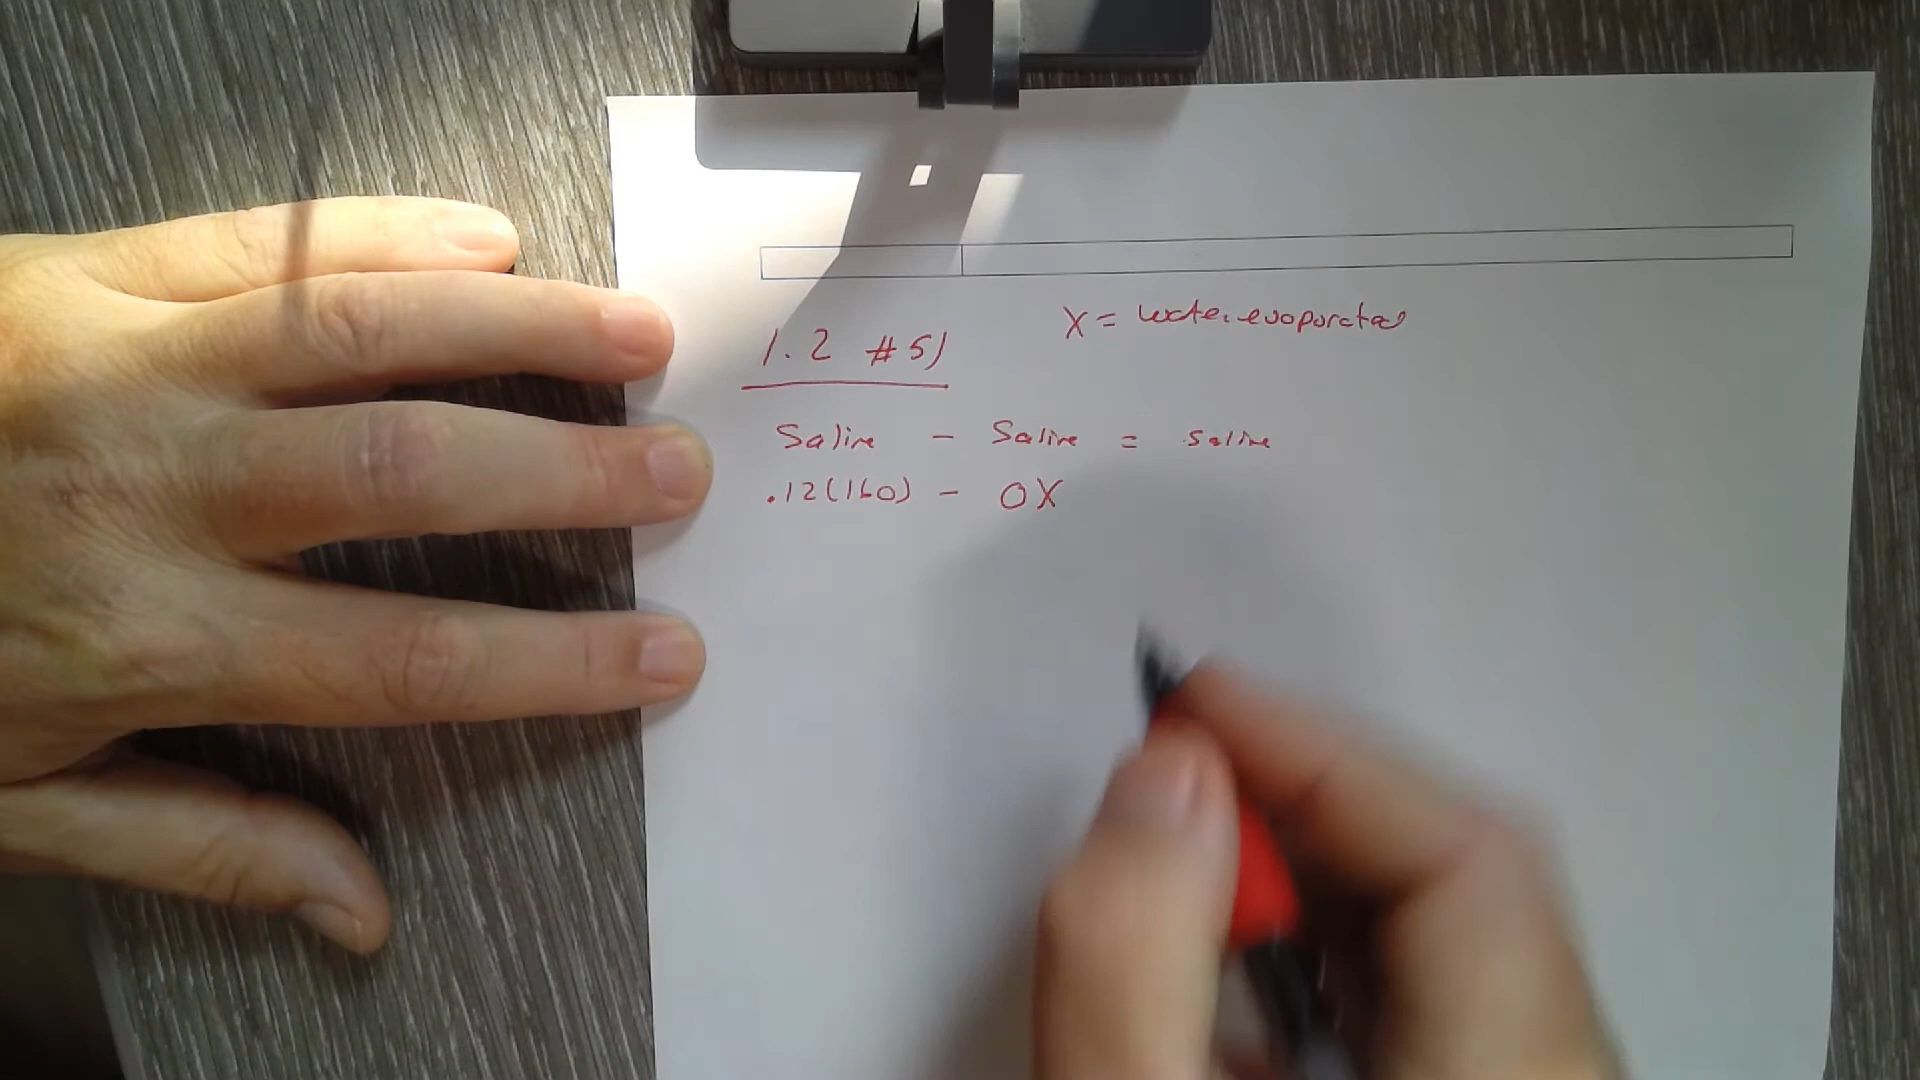 X = water evaporated
1.2 #51
Saline - Saline = saline
.12(160) - 0X